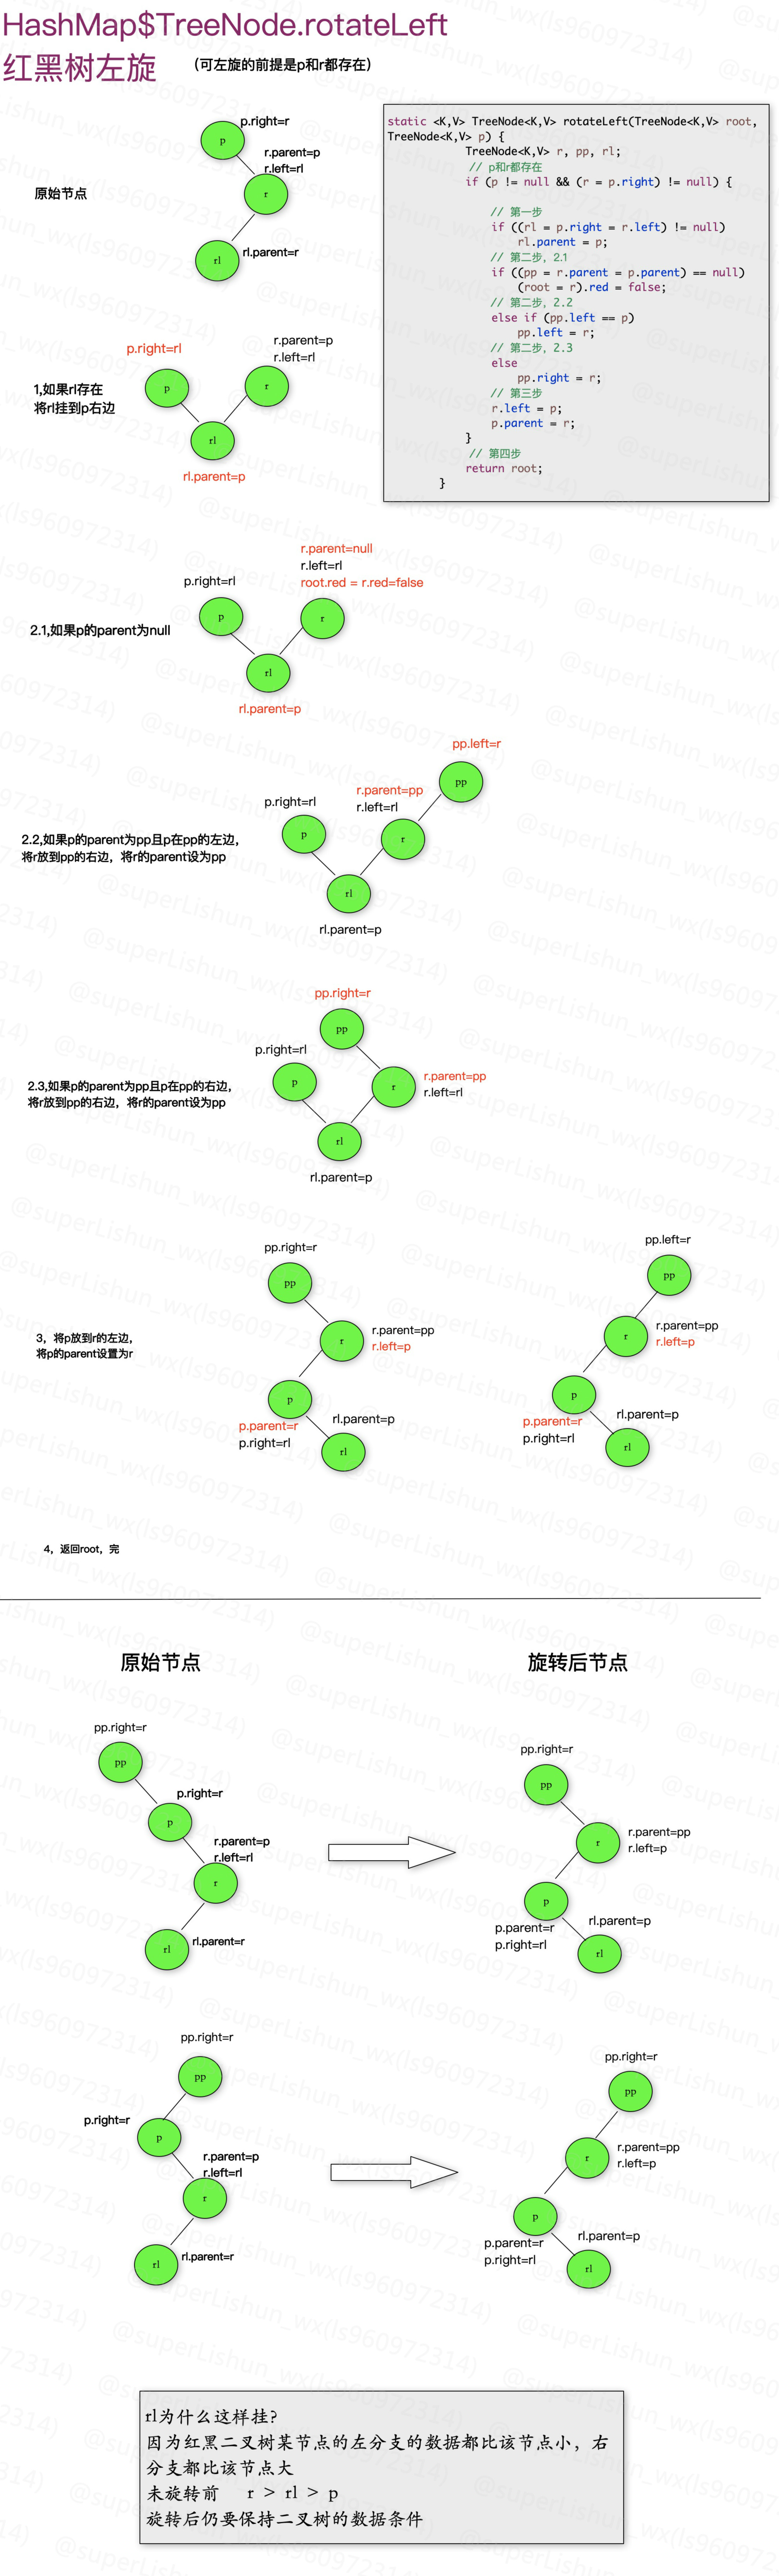 HashMap$TreeNode.rotateLeft
红黑树左旋
（可左旋的前提是p和r都存在）
static <K,V> TreeNode<K,V> rotateLeft(TreeNode<K,V> root,
TreeNode<K,V> p) {
TreeNode<K,V> r, pp, rl;
// p和r都存在
if (p != null && (r = p.right) != null) {
// 第一步
if ((rl = p.right = r.left) != null)
rl.parent = p;
// 第二步，2.1
if ((pp = r.parent = p.parent) == null)
(root = r).red = false;
// 第二步，2.2
else if (pp.left == p)
pp.left = r;
// 第二步，2.3
else
pp.right = r;
// 第三步
r.left = p;
p.parent = r;
}
// 第四步
return root;
}
原始节点
p.right=r
p
r.parent=p
r.left=rl
r
rl
rl.parent=r
1,如果rl存在
将rl挂到p右边
p.right=rl
r.parent=p
r.left=rl
p
r
rl
rl.parent=p
2.1,如果p的parent为null
r.parent=null
r.left=rl
root.red = r.red=false
p.right=rl
p
r
rl
rl.parent=p
2.2,如果p的parent为pp且p在pp的左边，
将r放到pp的右边，将r的parent设为pp
pp.left=r
pp
r.parent=pp
r.left=rl
p.right=rl
p
r
rl
rl.parent=p
2.3,如果p的parent为pp且p在pp的右边，
将r放到pp的右边，将r的parent设为pp
pp.right=r
pp
p.right=rl
p
r
r.parent=pp
r.left=rl
rl
rl.parent=p
3，将p放到r的左边，
将p的parent设置为r
pp.right=r
pp
r
r.parent=pp
r.left=p
p
p.parent=r
p.right=rl
rl.parent=p
rl
pp.left=r
pp
r
r.parent=pp
r.left=p
p
p.parent=r
p.right=rl
rl.parent=p
rl
4，返回root，完
原始节点
旋转后节点
pp.right=r
pp
p.right=r
p
r.parent=p
r.left=rl
r
rl
rl.parent=r
pp.right=r
pp
r
r.parent=pp
r.left=p
p
p.parent=r
p.right=rl
rl.parent=p
rl
pp.right=r
pp
p.right=r
p
r.parent=p
r.left=rl
r
rl
rl.parent=r
pp.right=r
pp
r
r.parent=pp
r.left=p
p
p.parent=r
p.right=rl
rl.parent=p
rl
rl为什么这样挂？
因为红黑二叉树某节点的左分支的数据都比该节点小，右
分支都比该节点大
未旋转前 r > rl > p
旋转后仍要保持二叉树的数据条件
@superLishun_wx(ls960972314)